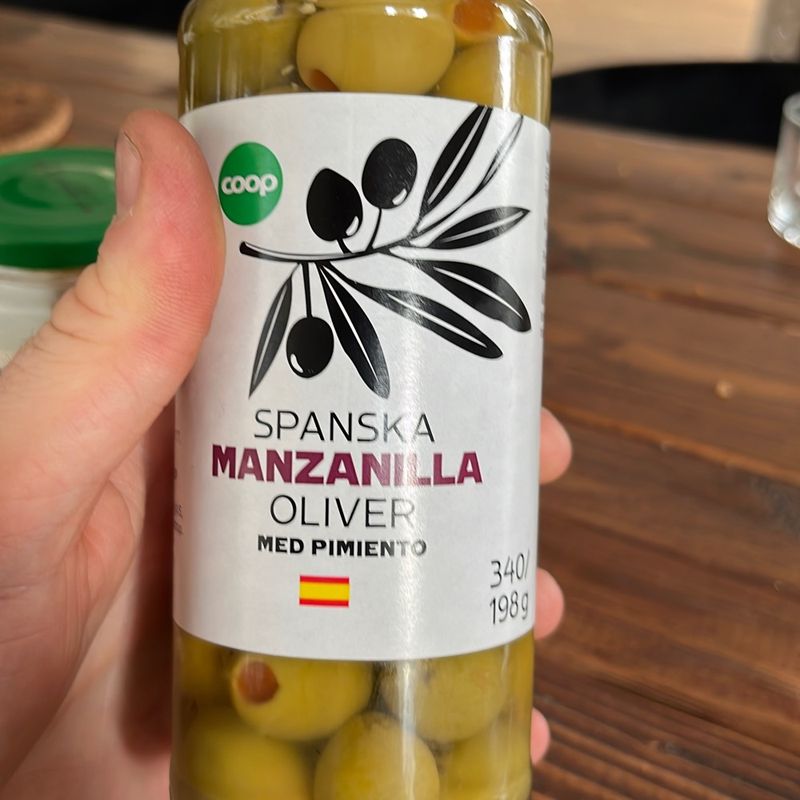 coop
SPANSKA
MANZANILLA
OLIVER
MED PIMIENTO
340/
198g